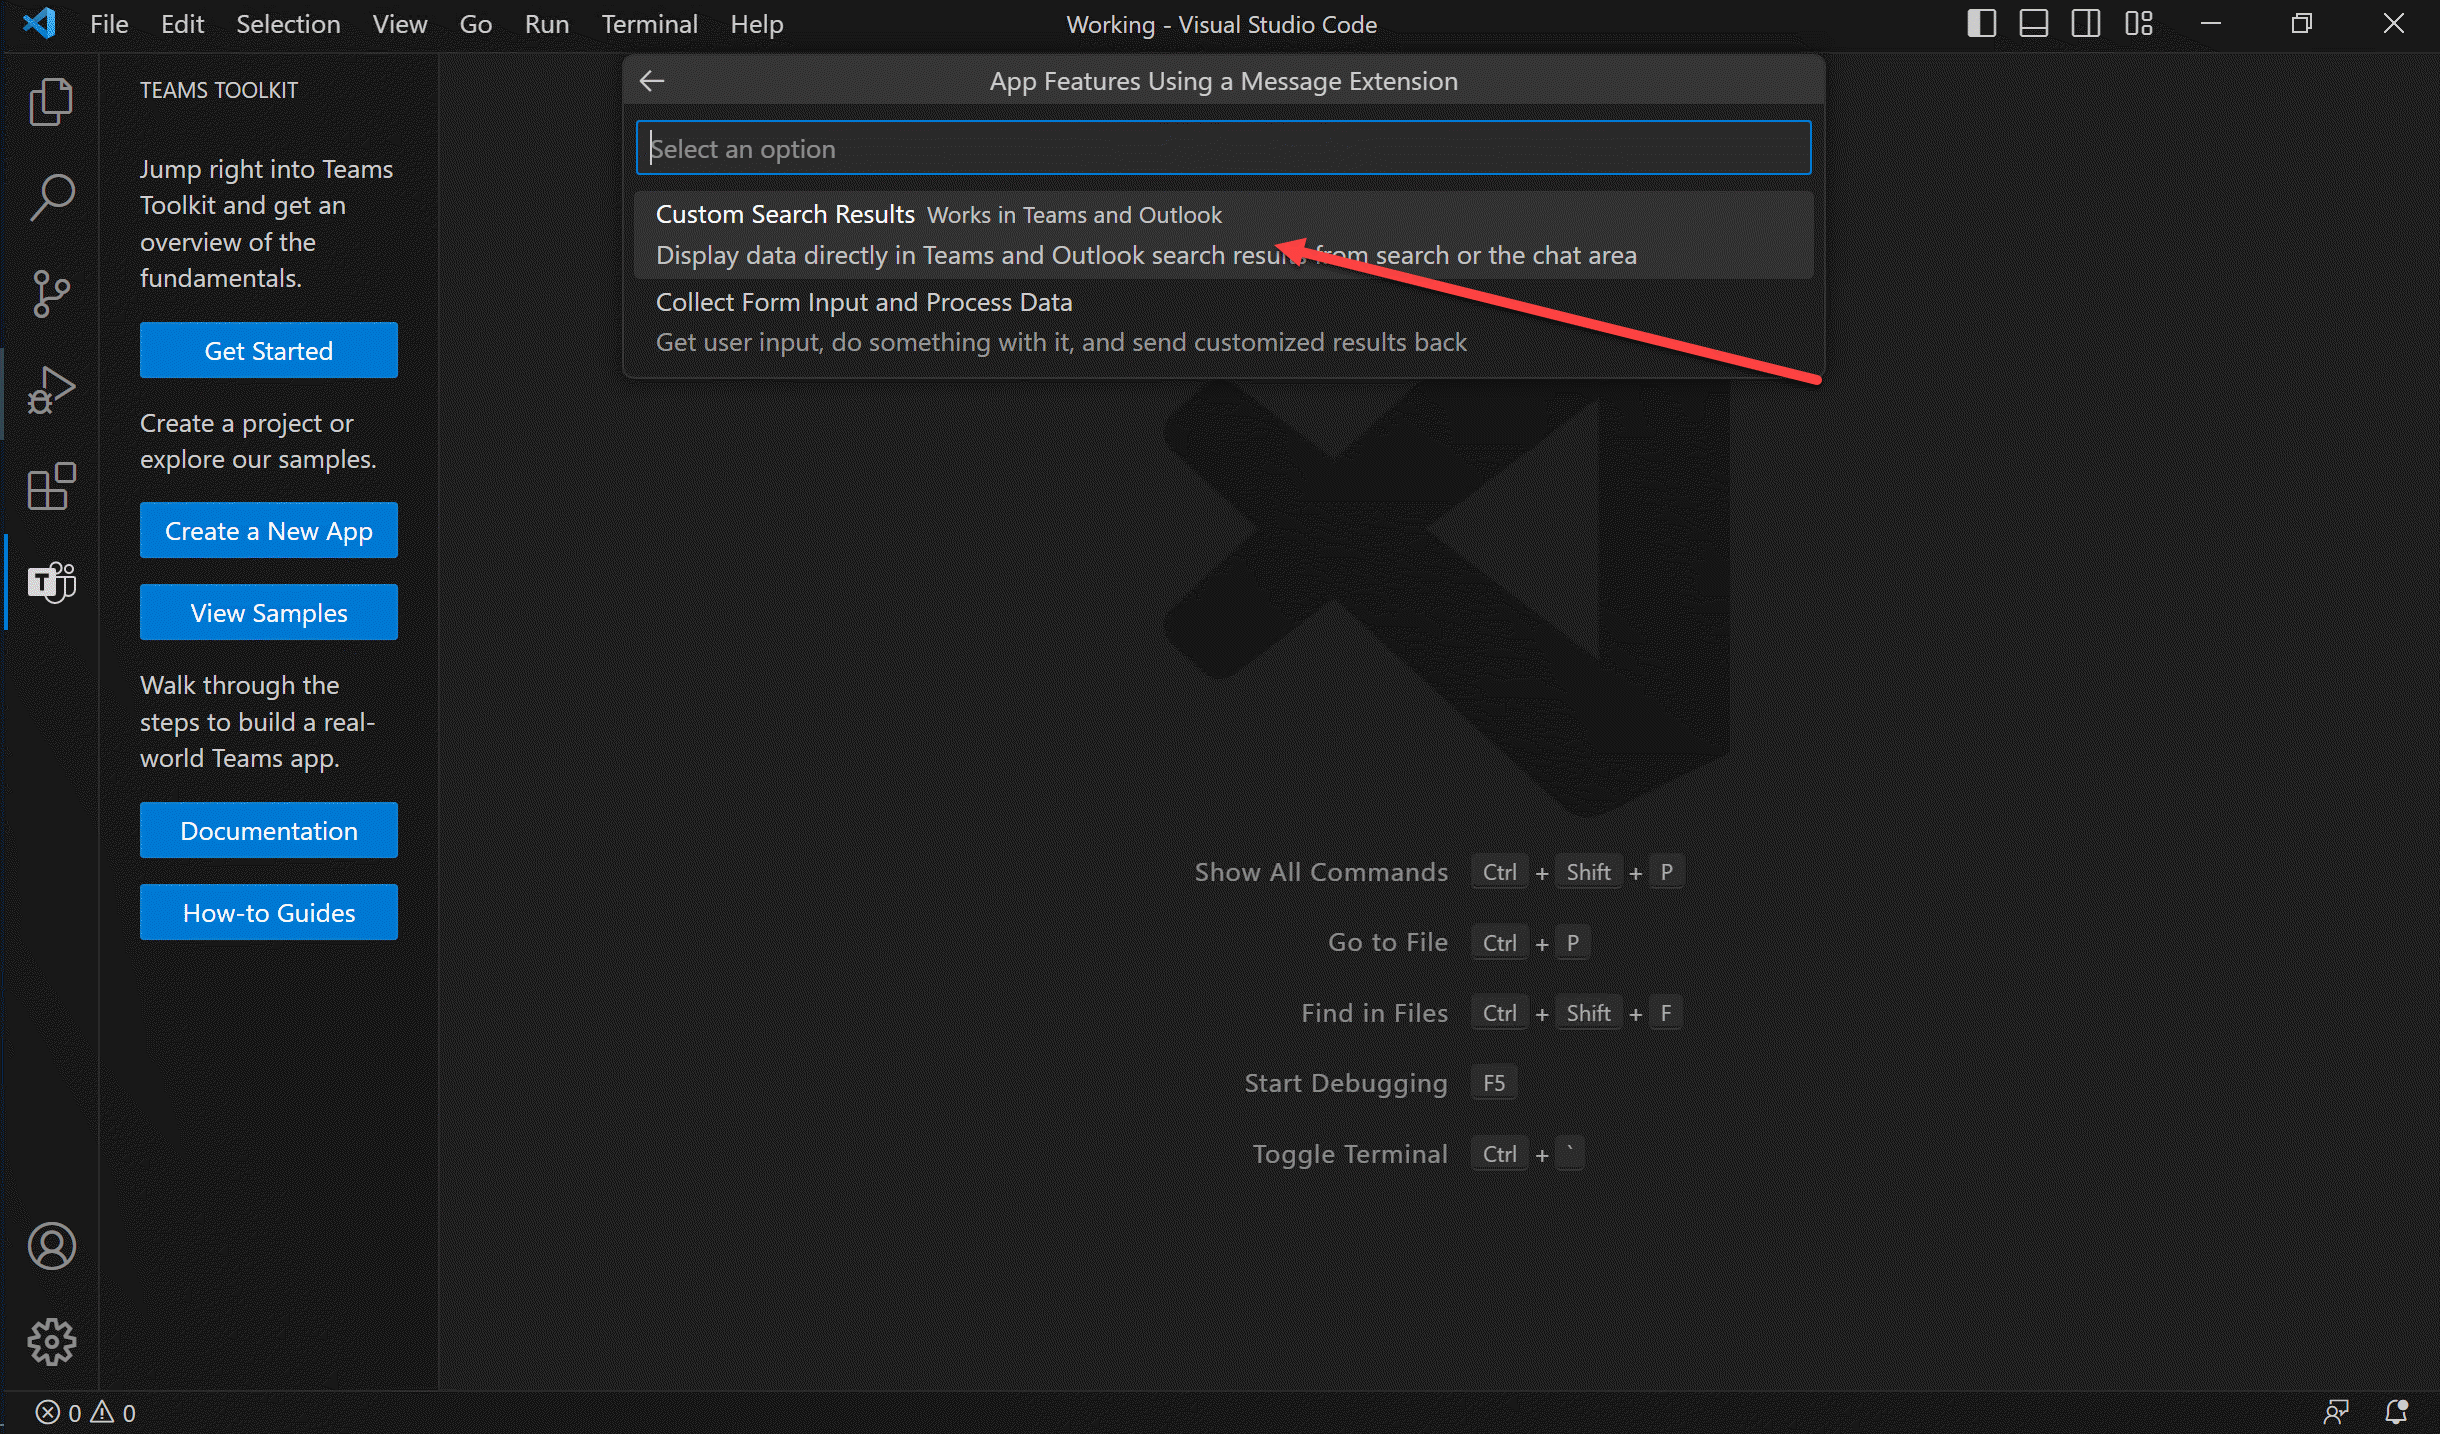 File Edit Selection View Go Run Terminal Help
Working - Visual Studio Code
TEAMS TOOLKIT
Jump right into Teams
Toolkit and get an
overview of the
fundamentals.
Get Started
Create a project or
explore our samples.
Create a New App
View Samples
Walk through the
steps to build a real-
world Teams app.
Documentation
How-to Guides
App Features Using a Message Extension
Select an option
Custom Search Results Works in Teams and Outlook
Display data directly in Teams and Outlook search results from search or the chat area
Collect Form Input and Process Data
Get user input, do something with it, and send customized results back
Show All Commands Ctrl + Shift + P
Go to File Ctrl + P
Find in Files Ctrl + Shift + F
Start Debugging F5
Toggle Terminal Ctrl + `
0 0